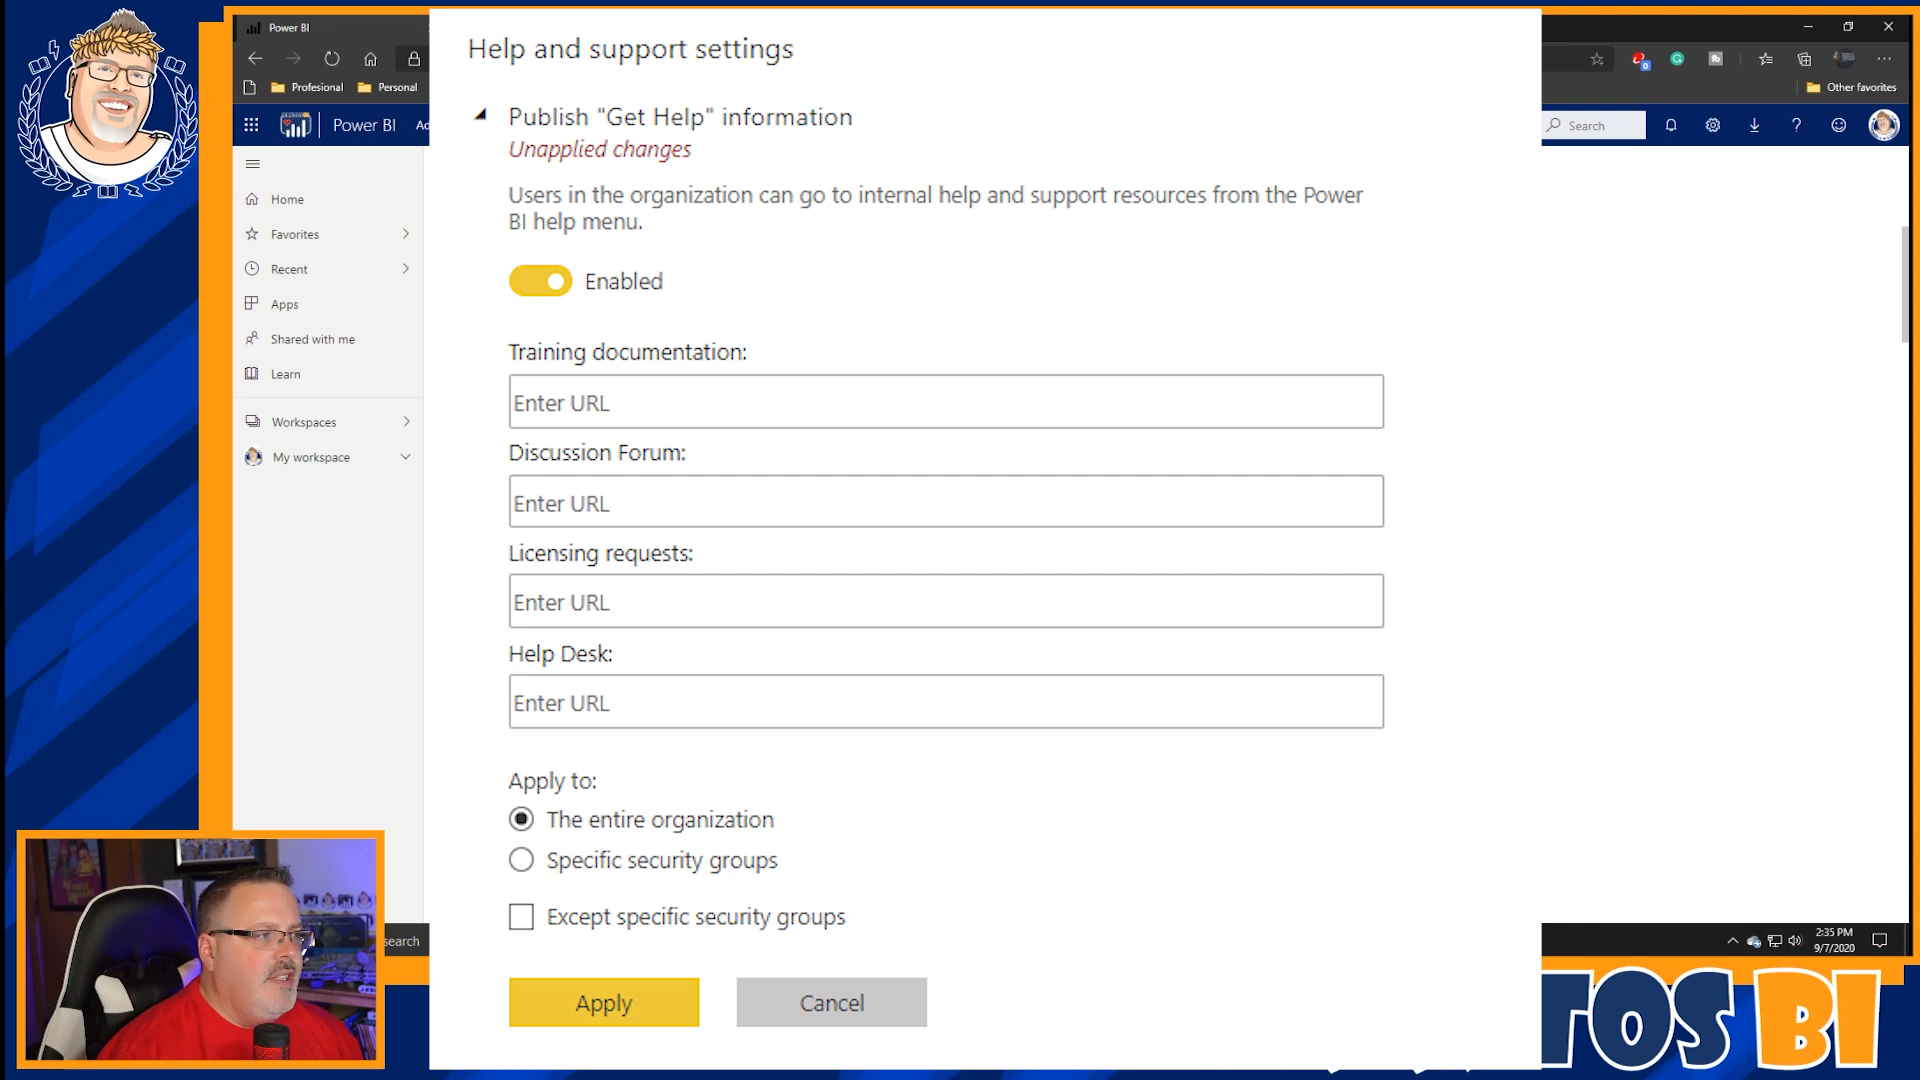 Power BI
Profesional
Personal
Other favorites
Power BI
Ad
Search
Home
Favorites
Recent
Apps
Shared with me
Learn
Workspaces
My workspace
Help and support settings
Publish "Get Help" information
Unapplied changes
Users in the organization can go to internal help and support resources from the Power
BI help menu.
Enabled
Training documentation:
Enter URL
Discussion Forum:
Enter URL
Licensing requests:
Enter URL
Help Desk:
Enter URL
Apply to:
The entire organization
Specific security groups
Except specific security groups
Apply
Cancel
search
2:35 PM
9/7/2020
TOS BI